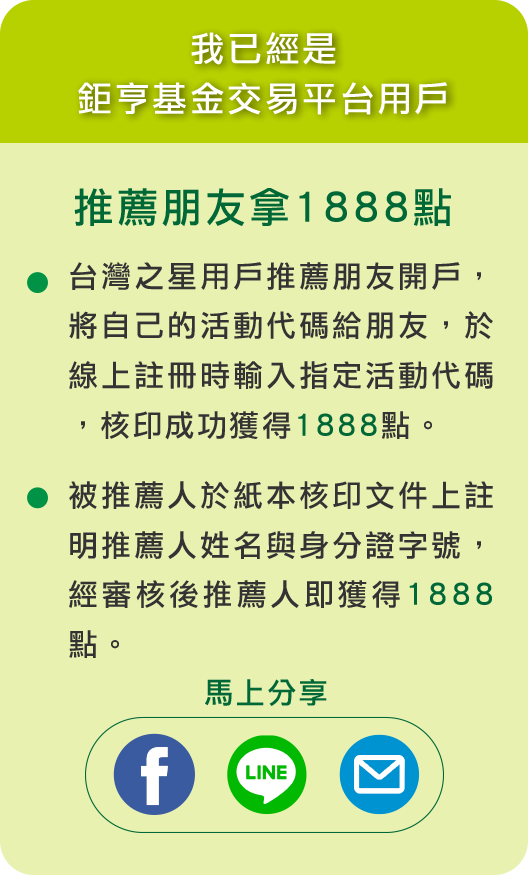 我已經是
鉅亨基金交易平台用戶
推薦朋友拿1888點
台灣之星用戶推薦朋友開戶，
將自己的活動代碼給朋友，於
線上註冊時輸入指定活動代碼
，核印成功獲得1888點。
被推薦人於紙本核印文件上註
明推薦人姓名與身分證字號，
經審核後推薦人即獲得1888
點。
馬上分享
LINE